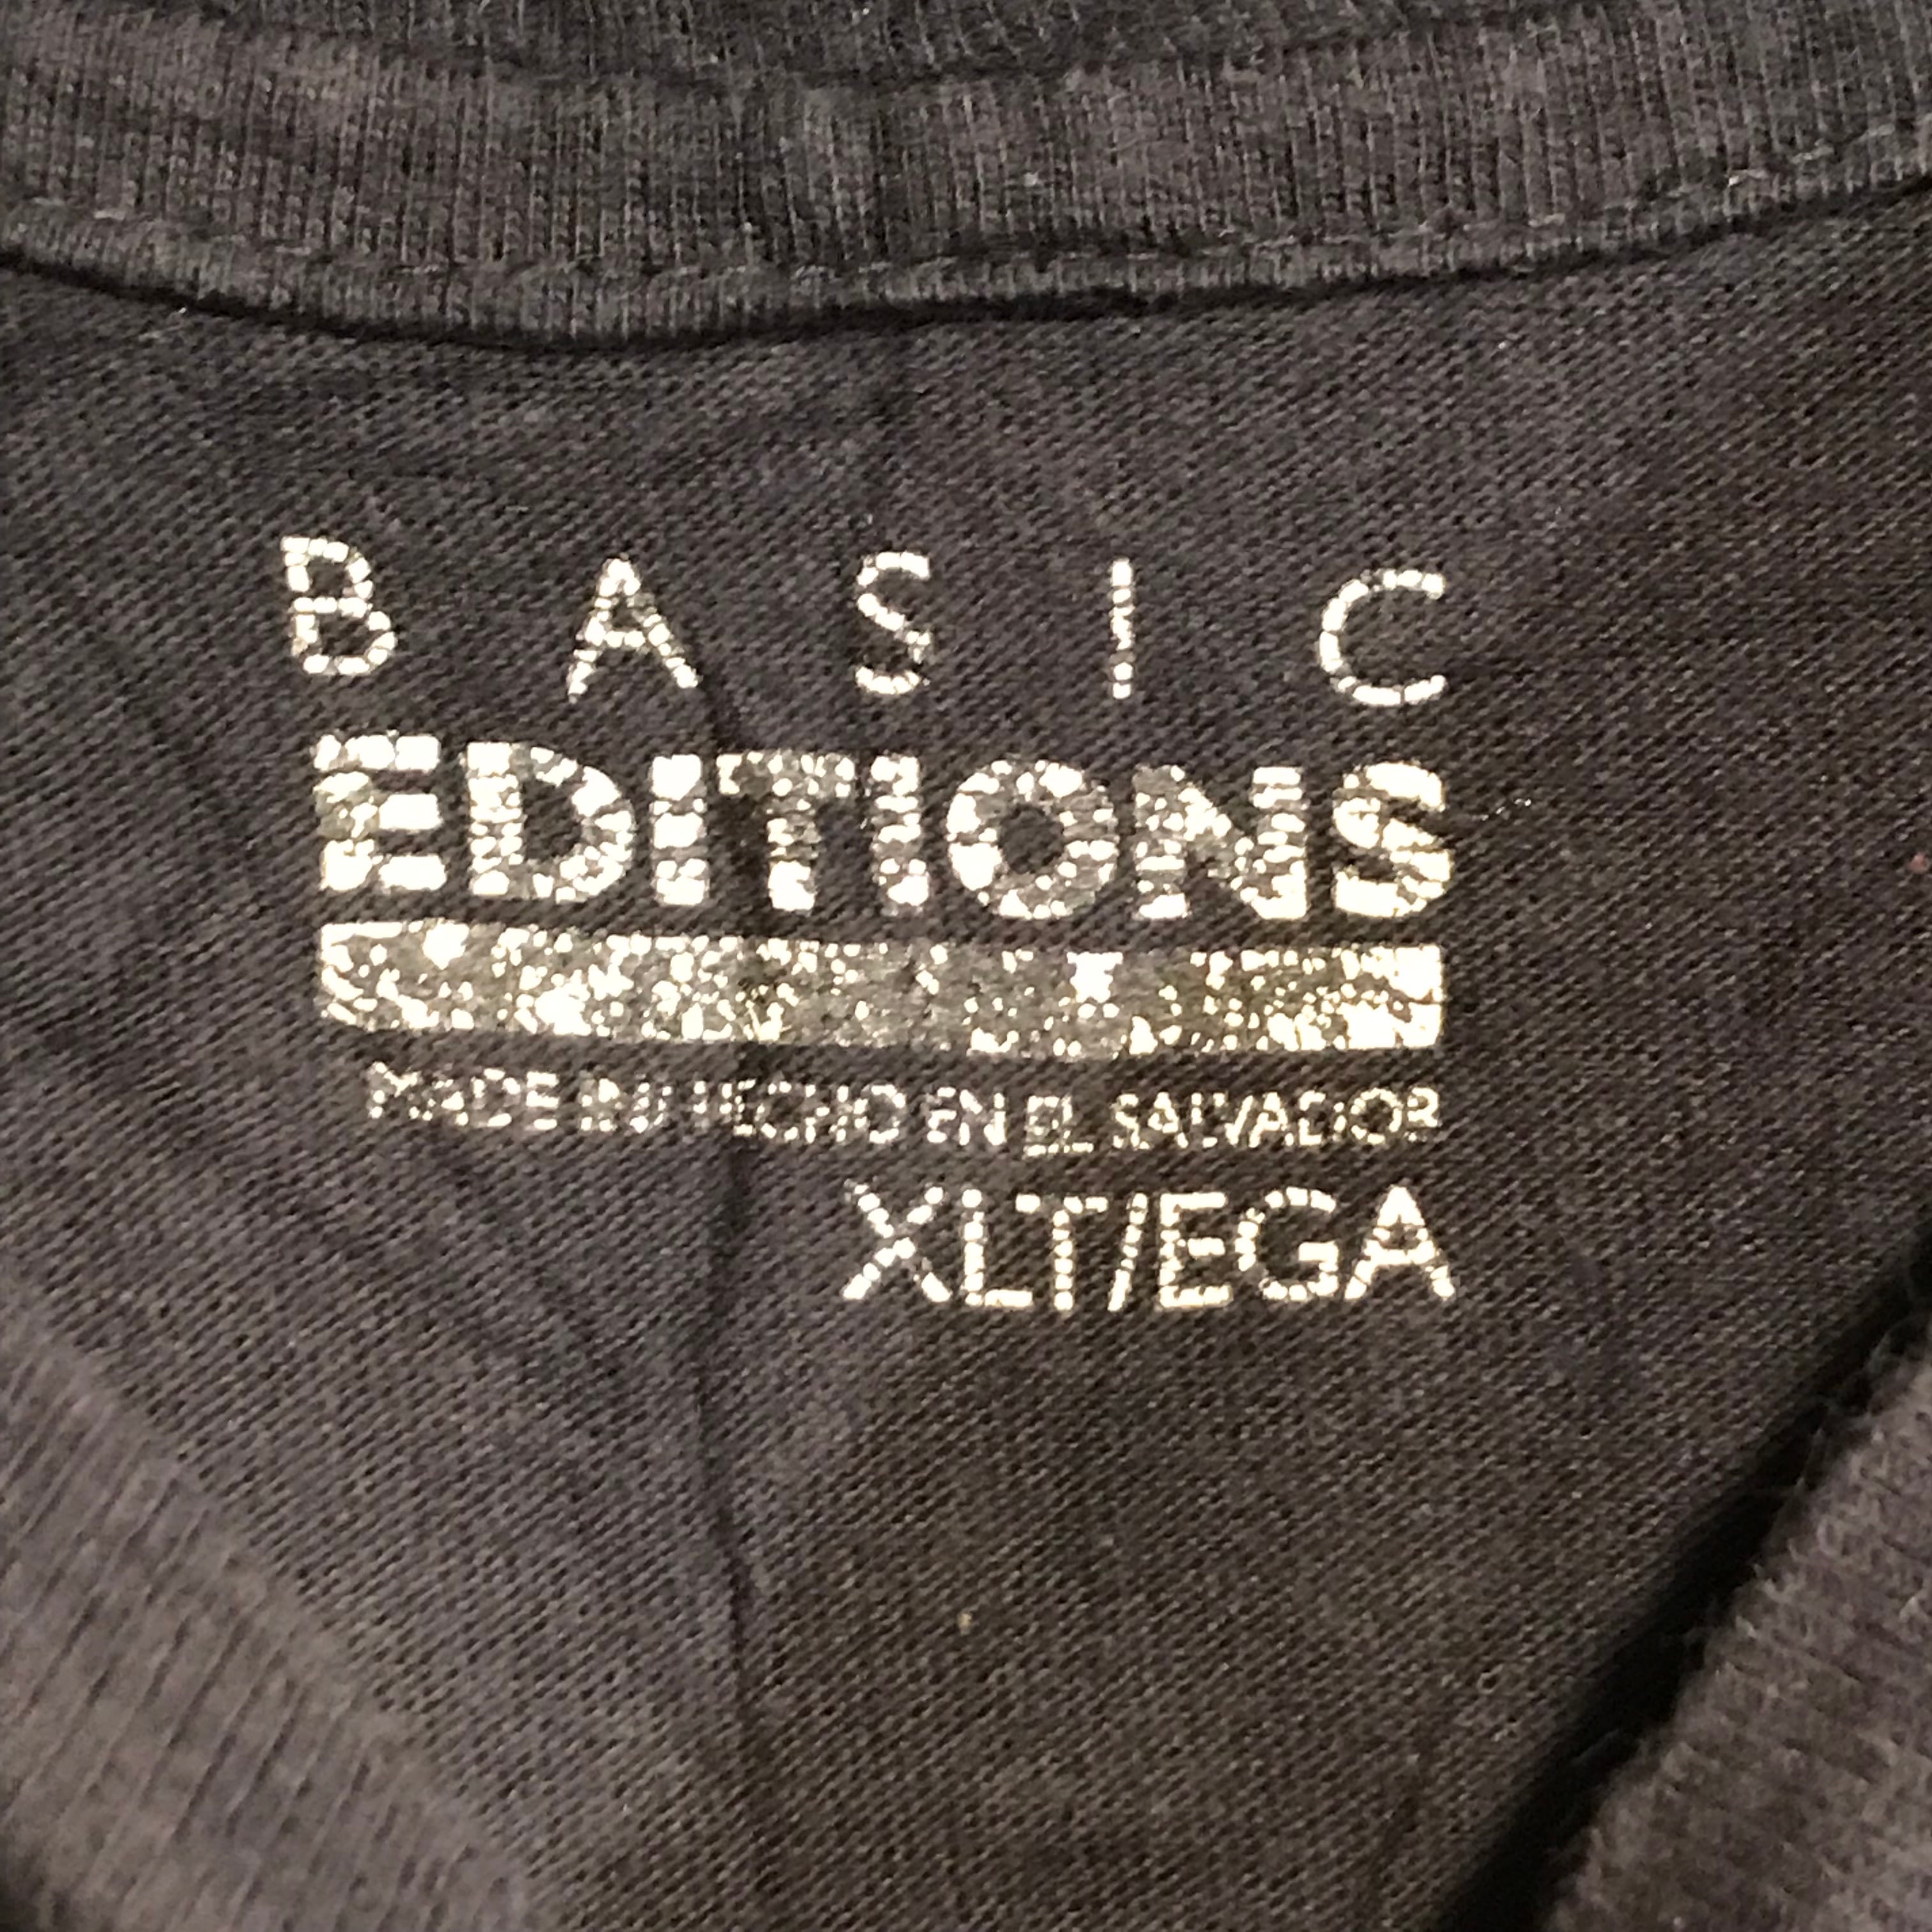 BASIC
EDITIONS
MADE IN/HECHO EN EL SALVADOR
XLT/EGA